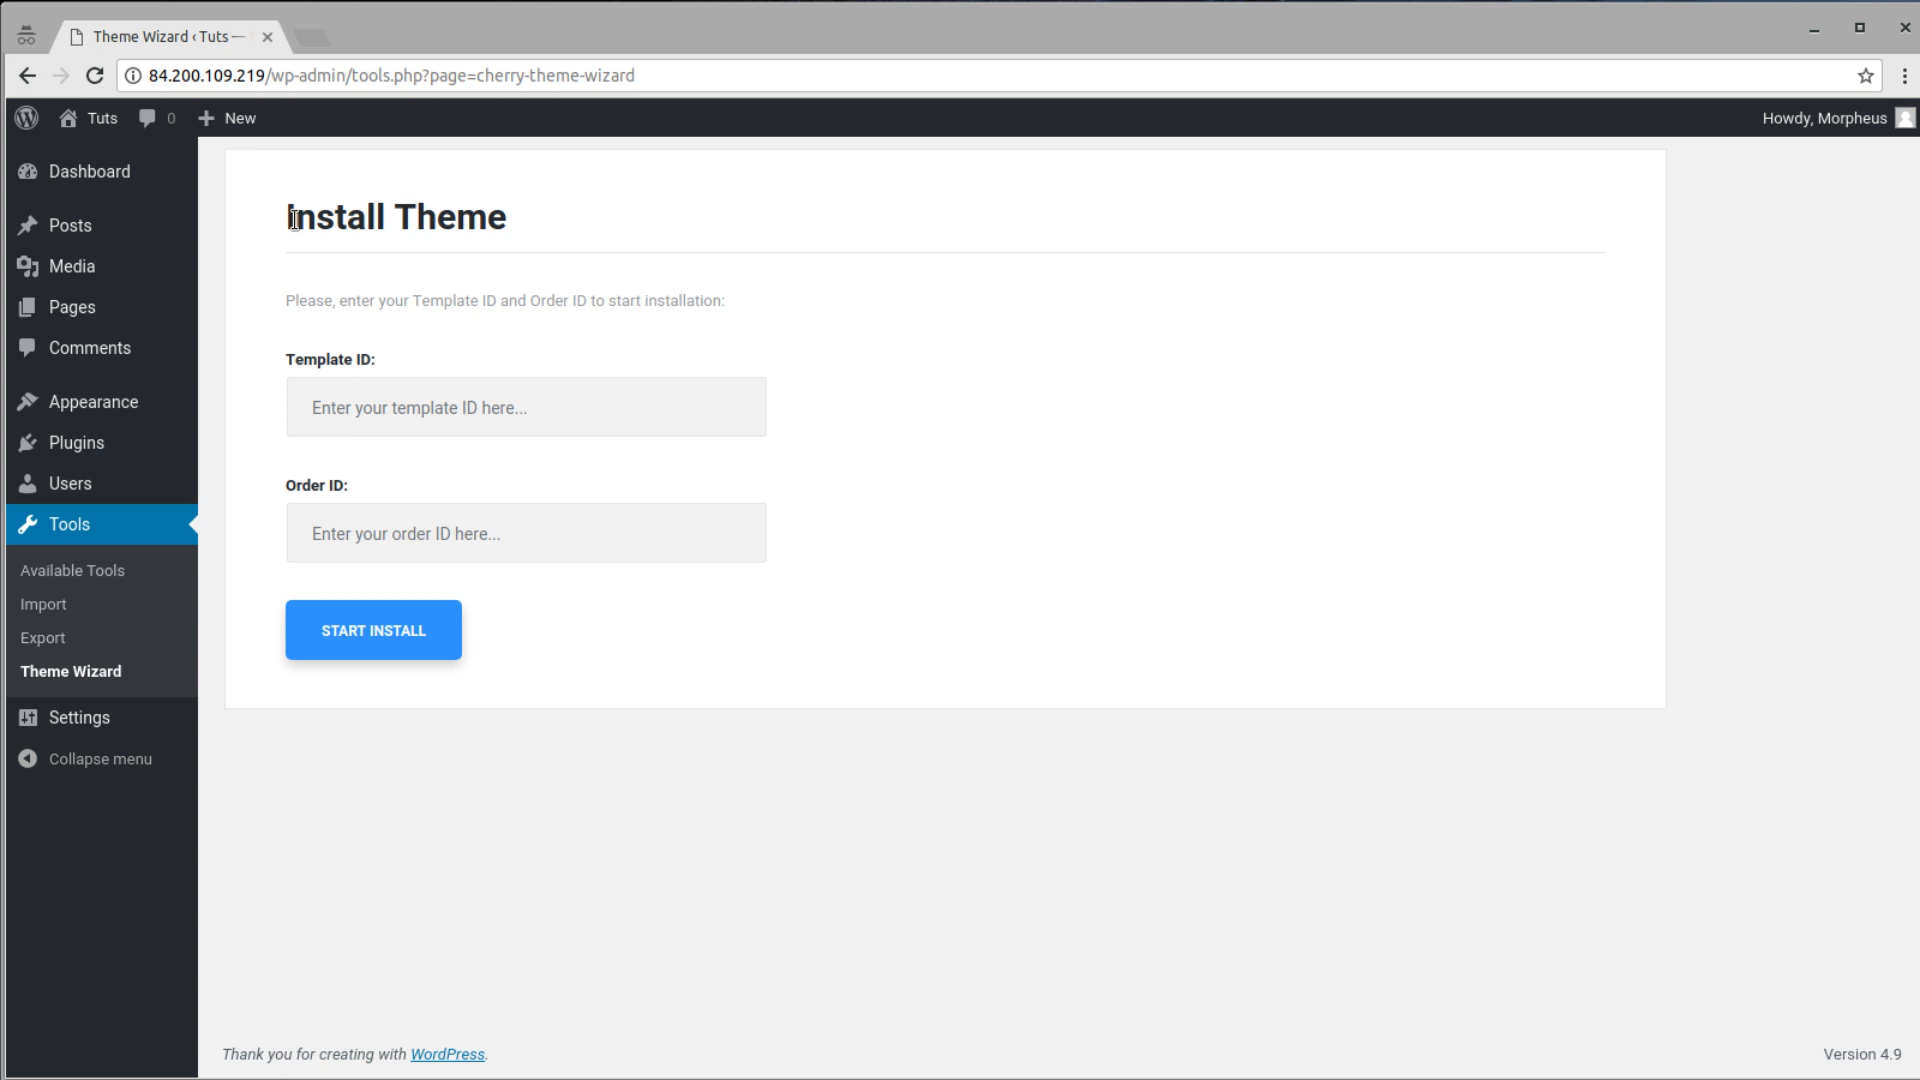 Theme Wizard ‹ Tuts —
84.200.109.219/wp-admin/tools.php?page=cherry-theme-wizard
Tuts
0
New
Howdy, Morpheus
Dashboard
Posts
Media
Pages
Comments
Appearance
Plugins
Users
Tools
Available Tools
Import
Export
Theme Wizard
Settings
Collapse menu
Install Theme
Please, enter your Template ID and Order ID to start installation:
Template ID:
Enter your template ID here...
Order ID:
Enter your order ID here...
START INSTALL
Thank you for creating with WordPress.
Version 4.9